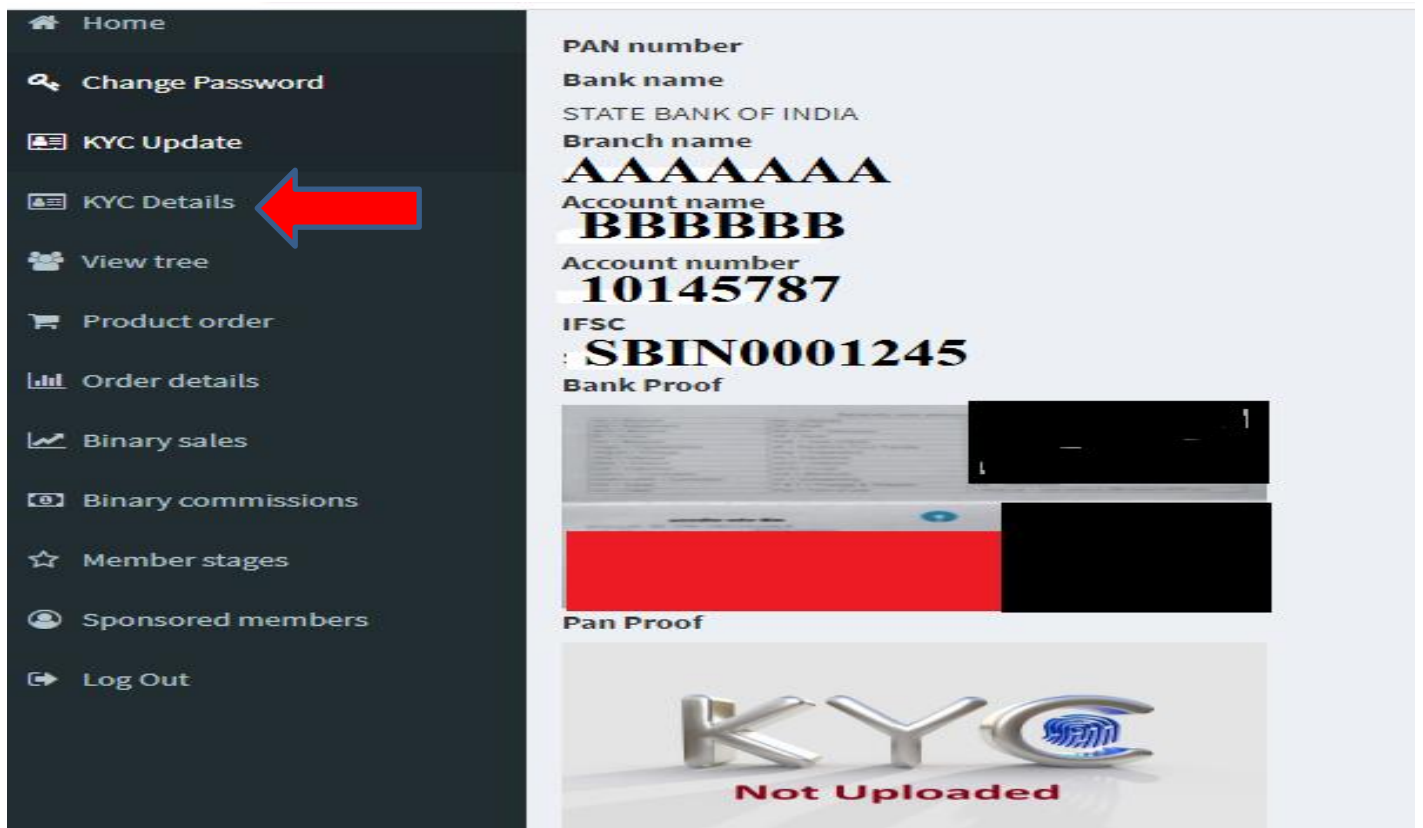 Home
Change Password
KYC Update
KYC Details
View tree
Product order
Order details
Binary sales
Binary commissions
Member stages
Sponsored members
Log Out
PAN number
Bank name
STATE BANK OF INDIA
Branch name
AAAAAAA
Account name
BBBBBB
Account number
10145787
IFSC
SBIN0001245
Bank Proof
Pan Proof
KYC
Not Uploaded